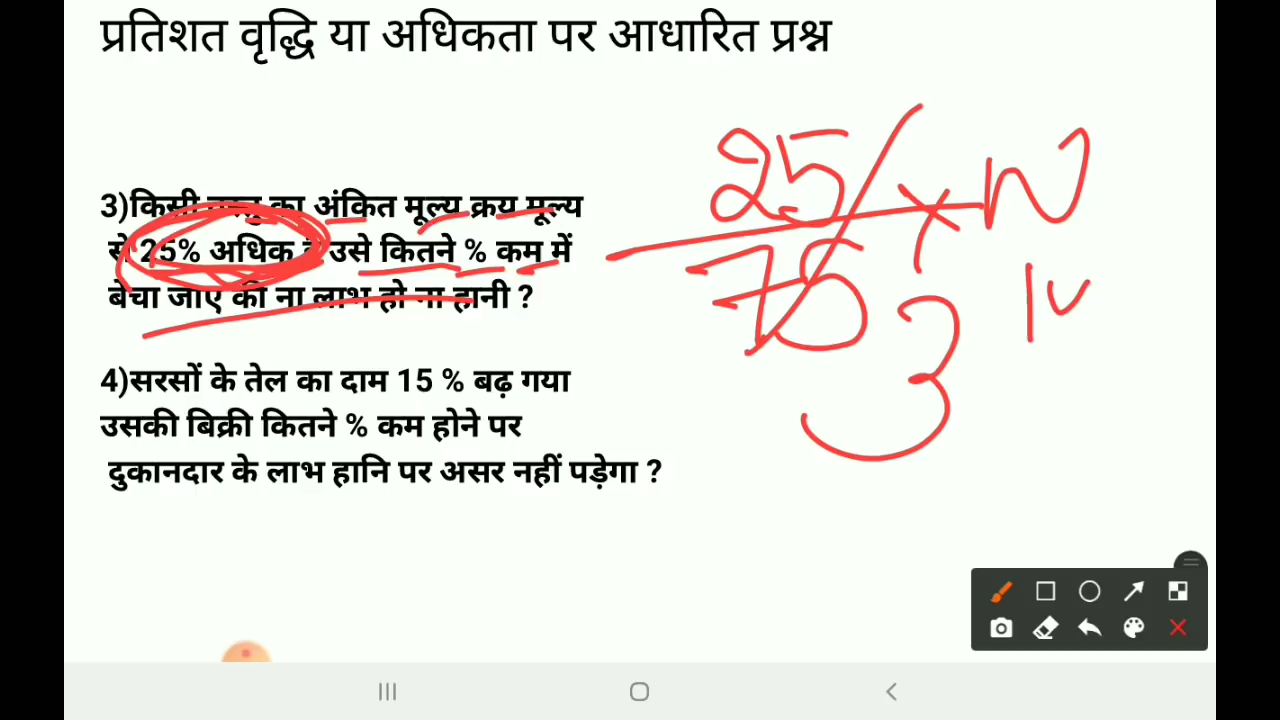 प्रतिशत वृद्धि या अधिकता पर आधारित प्रश्न
3)किसी वस्तु का अंकित मूल्य क्रय मूल्य
से 25% अधिक है उसे कितने % कम में
बेचा जाए की ना लाभ हो ना हानी ?
4)सरसों के तेल का दाम 15 % बढ़ गया
उसकी बिक्री कितने % कम होने पर
दुकानदार के लाभ हानि पर असर नहीं पड़ेगा ?
25
75
3